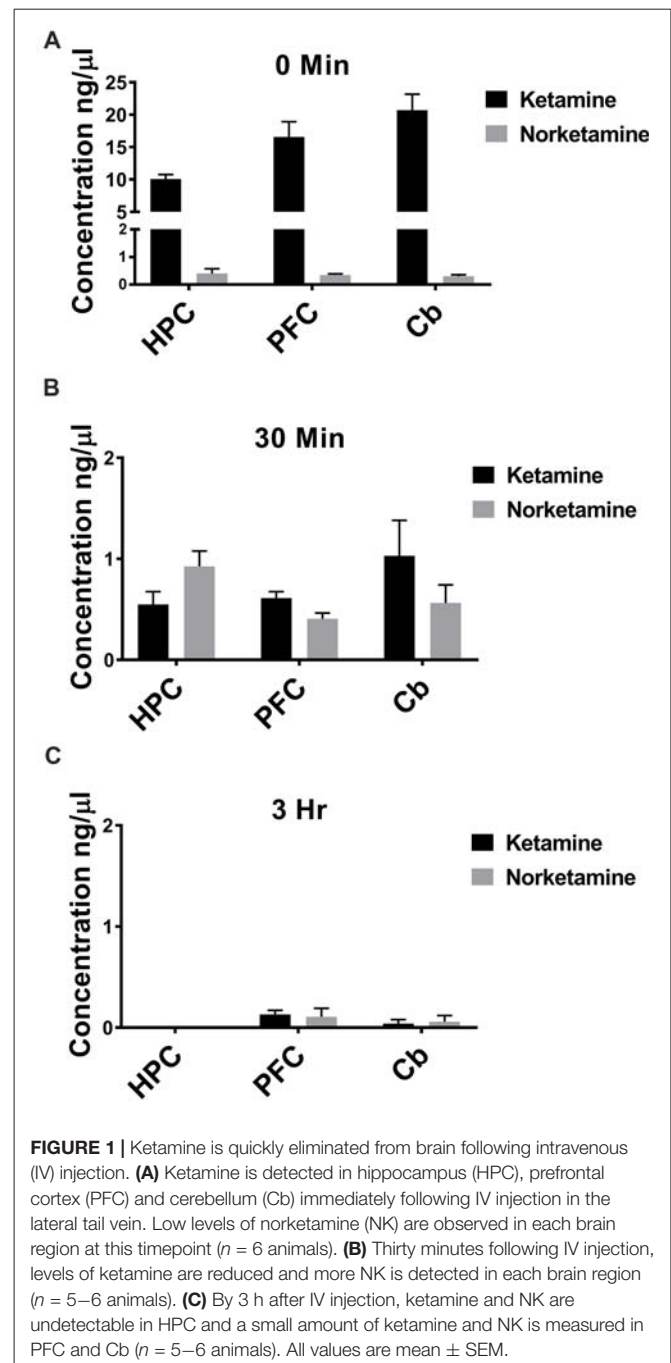 A
0 Min
Concentration ng/µl
25
20
15
10
5
2
1
0
Ketamine
Norketamine
HPC
PFC
Cb
B
30 Min
Concentration ng/µl
2
1
0
Ketamine
Norketamine
HPC
PFC
Cb
C
3 Hr
Concentration ng/µl
2
1
0
Ketamine
Norketamine
HPC
PFC
Cb
FIGURE 1 | Ketamine is quickly eliminated from brain following intravenous
(IV) injection. (A) Ketamine is detected in hippocampus (HPC), prefrontal
cortex (PFC) and cerebellum (Cb) immediately following IV injection in the
lateral tail vein. Low levels of norketamine (NK) are observed in each brain
region at this timepoint (n = 6 animals). (B) Thirty minutes following IV injection,
levels of ketamine are reduced and more NK is detected in each brain region
(n = 5–6 animals). (C) By 3 h after IV injection, ketamine and NK are
undetectable in HPC and a small amount of ketamine and NK is measured in
PFC and Cb (n = 5–6 animals). All values are mean ± SEM.